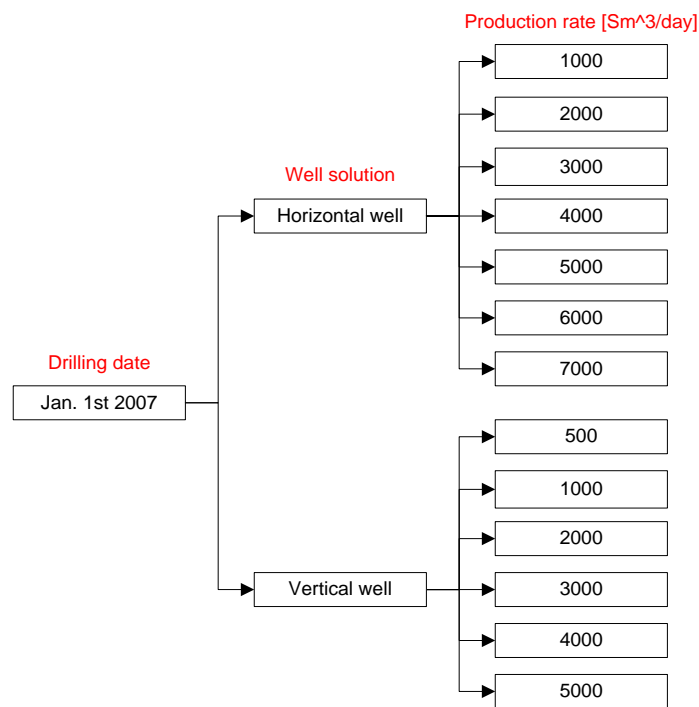 Production rate [Sm^3/day]
1000
2000
3000
Well solution
Horizontal well
4000
5000
6000
Drilling date
7000
Jan. 1st 2007
500
1000
2000
Vertical well
3000
4000
5000